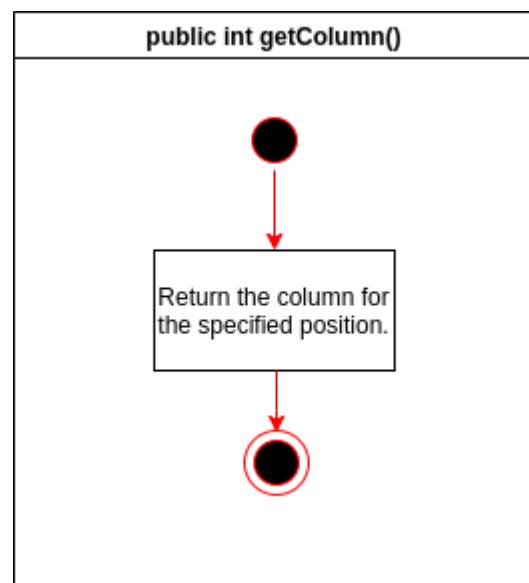 public int getColumn()
Return the column for
the specified position.